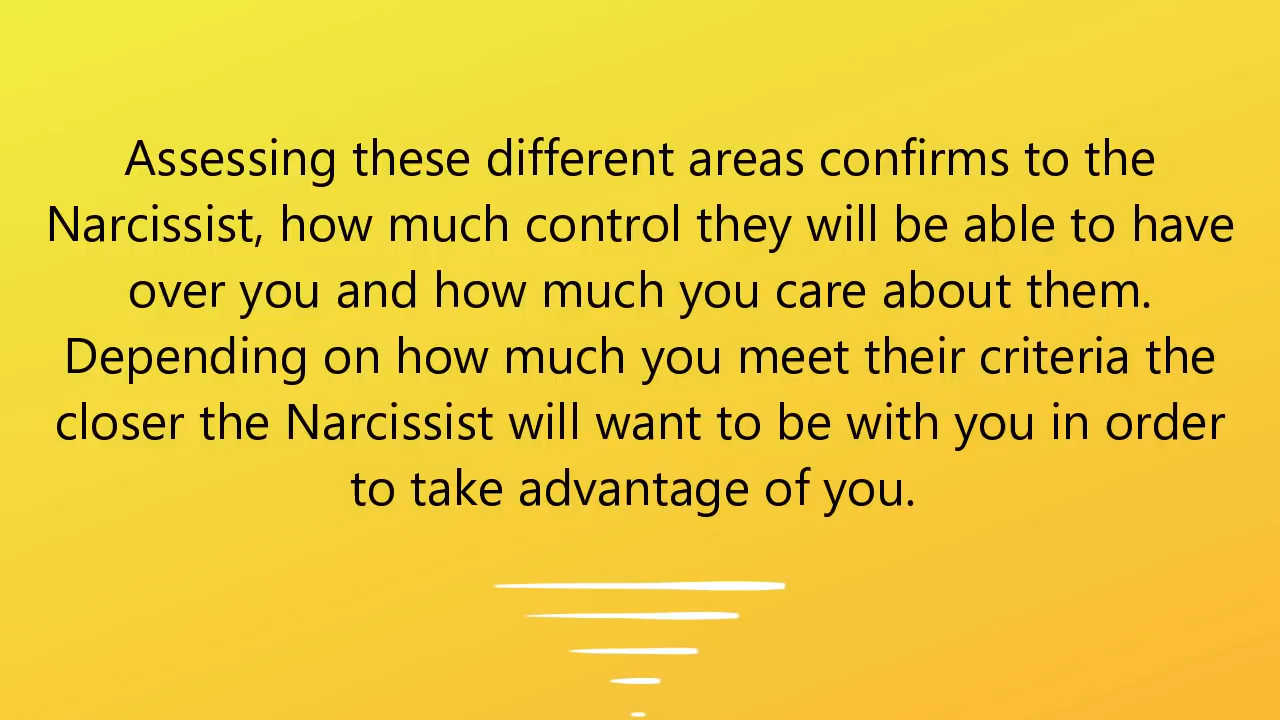 Assessing these different areas confirms to the
Narcissist, how much control they will be able to have
over you and how much you care about them.
Depending on how much you meet their criteria the
closer the Narcissist will want to be with you in order
to take advantage of you.